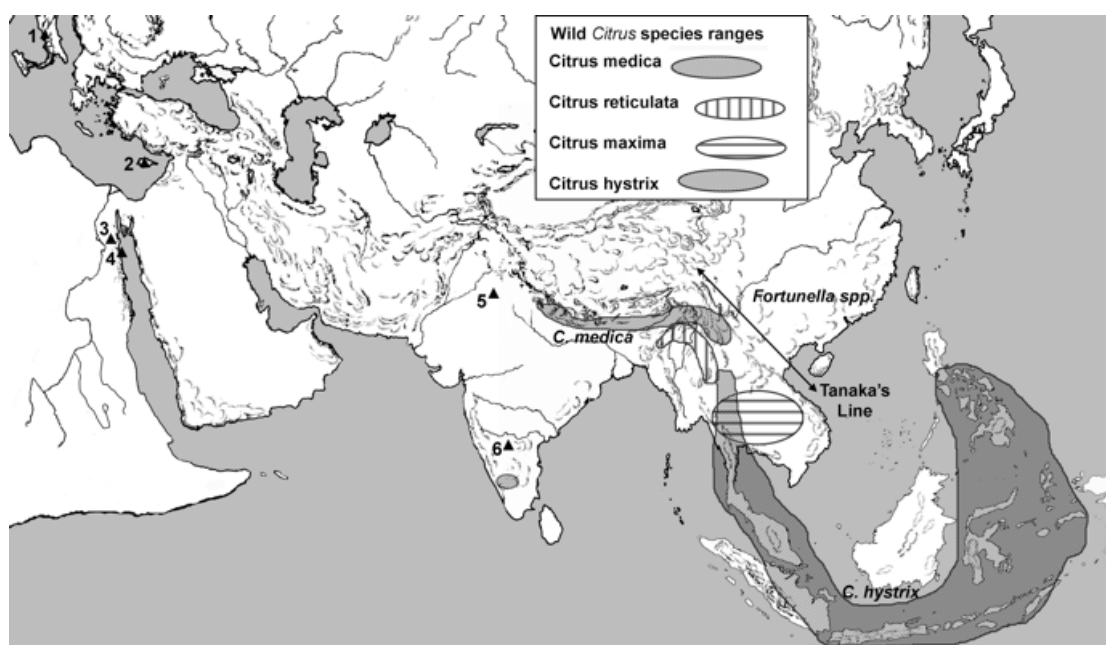 Wild Citrus species ranges
Citrus medica
Citrus reticulata
Citrus maxima
Citrus hystrix
1
2
3
4
5
6
C. medica
Fortunella spp.
Tanaka's
Line
C. hystrix